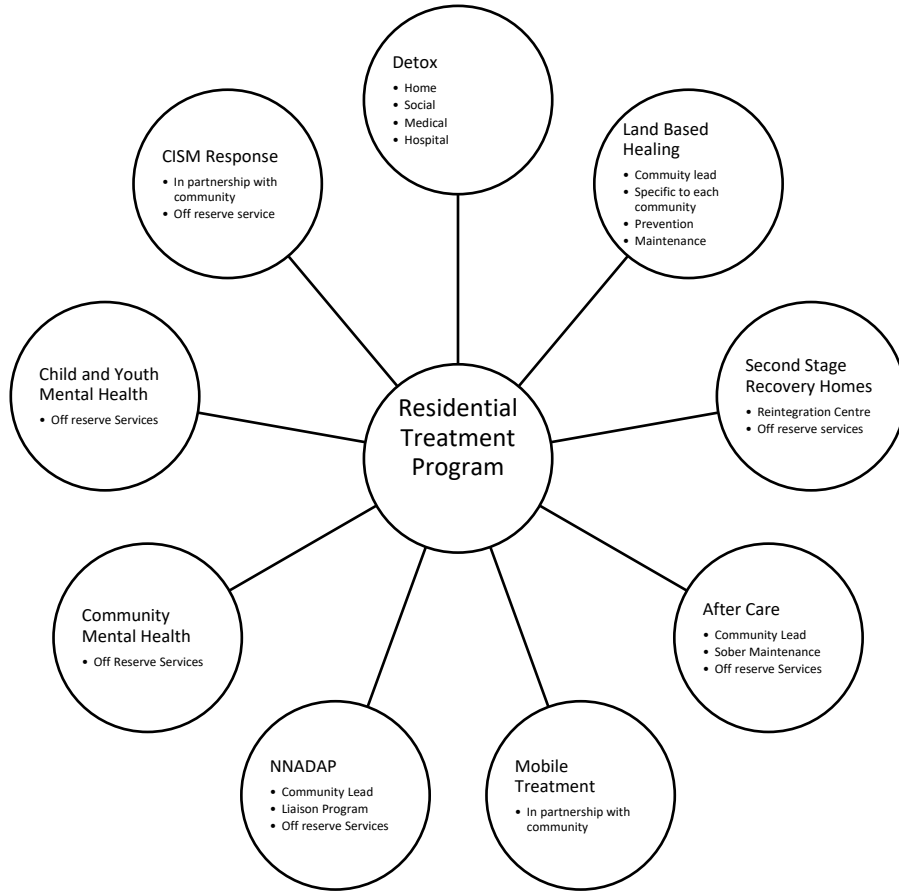 Detox
• Home
• Social
• Medical
• Hospital
Land Based
Healing
• Commuity lead
• Specific to each
community
• Prevention
• Maintenance
Second Stage
Recovery Homes
• Reintegration Centre
• Off reserve services
After Care
• Community Lead
• Sober Maintenance
• Off reserve Services
Mobile
Treatment
• In partnership with
community
NNADAP
• Community Lead
• Liaison Program
• Off reserve Services
Community
Mental Health
• Off Reserve Services
Child and Youth
Mental Health
• Off reserve Services
CISM Response
• In partnership with
community
• Off reserve service
Residential
Treatment
Program